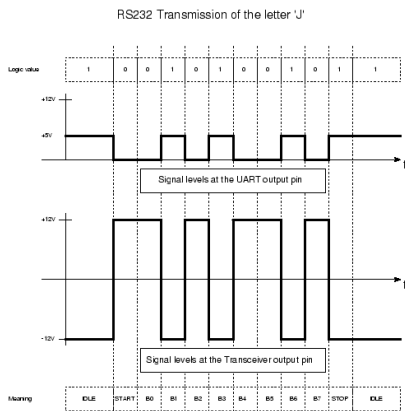 RS232 Transmission of the letter 'J'
Logic value 1 0 0 1 0 1 0 0 1 0 1 1
+12V
+5V
t
Signal levels at the UART output pin
+12V
t
-12V
Signal levels at the Transceiver output pin
Meaning IDLE START B0 B1 B2 B3 B4 B5 B6 B7 STOP IDLE